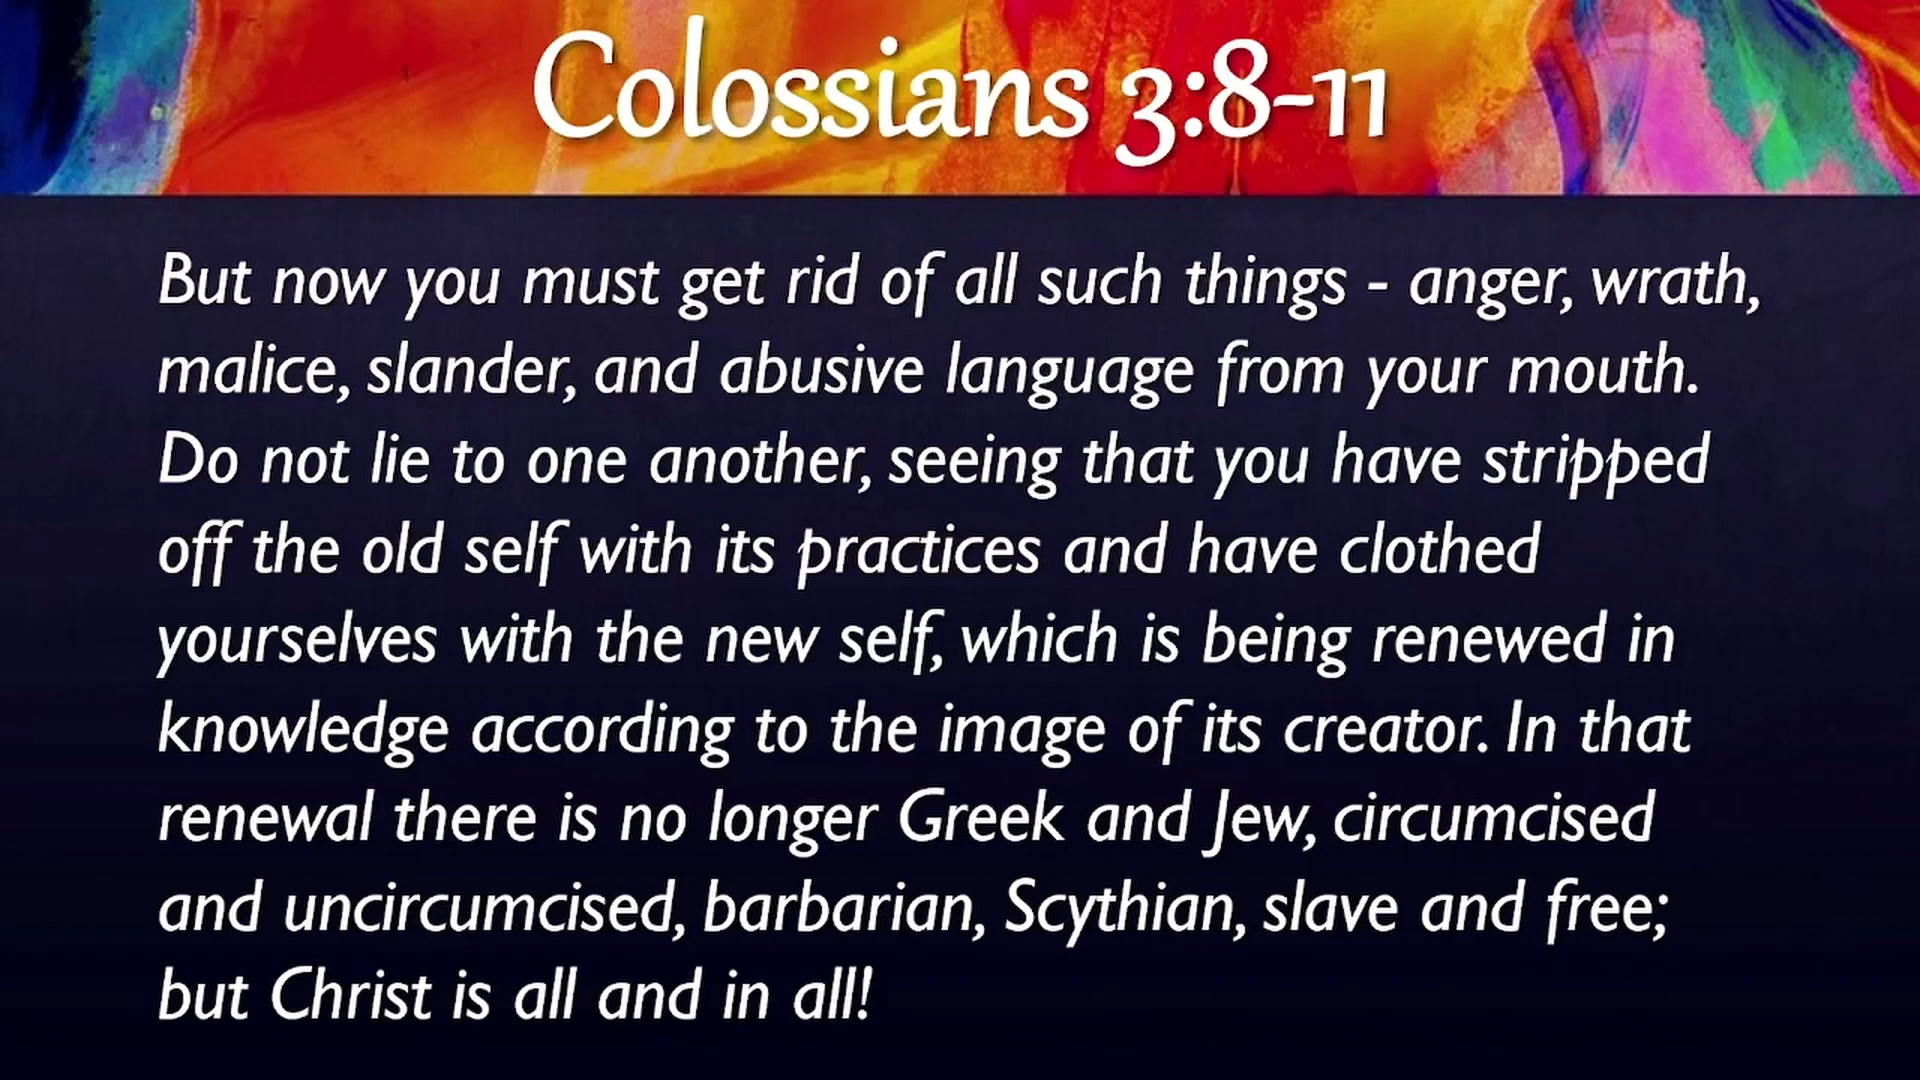 Colossians 3:8-11
But now you must get rid of all such things - anger, wrath,
malice, slander, and abusive language from your mouth.
Do not lie to one another, seeing that you have stripped
off the old self with its practices and have clothed
yourselves with the new self, which is being renewed in
knowledge according to the image of its creator. In that
renewal there is no longer Greek and Jew, circumcised
and uncircumcised, barbarian, Scythian, slave and free;
but Christ is all and in all!